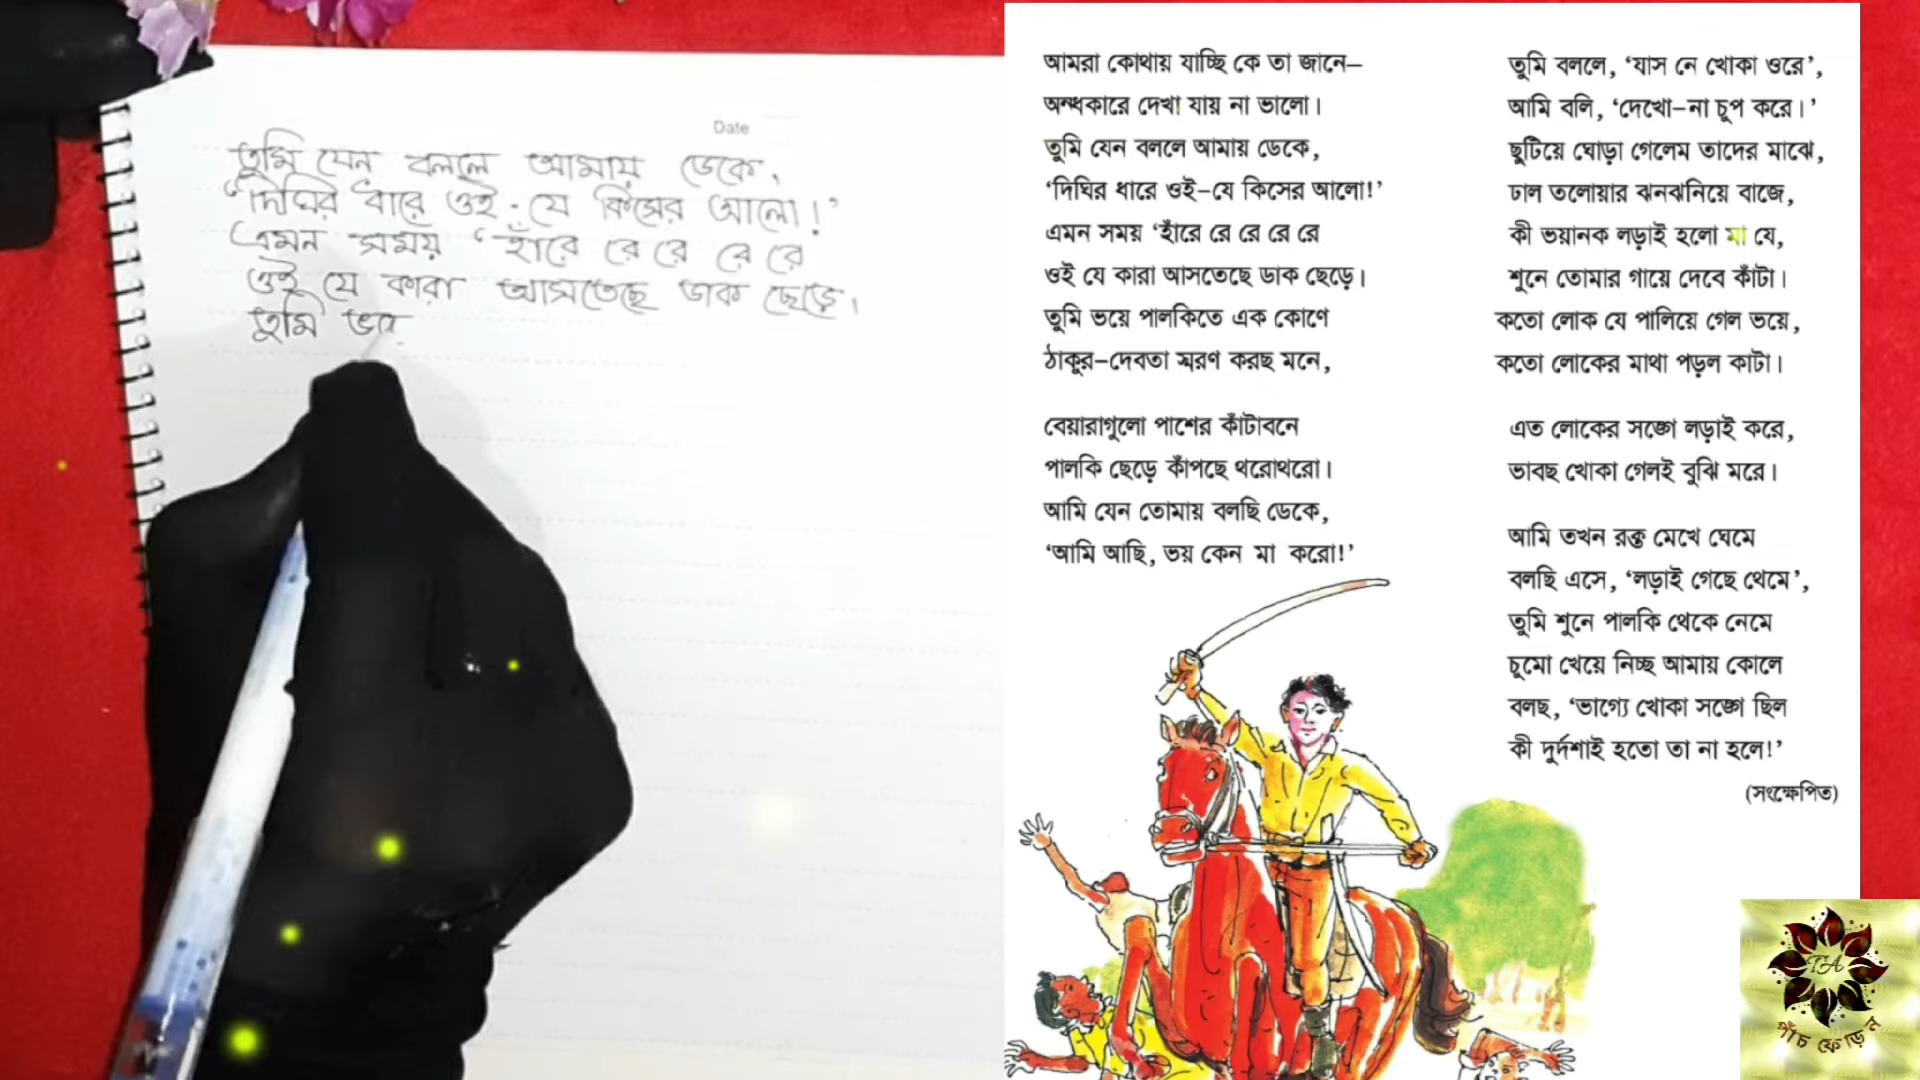 Date
তুমি যেন বললে আমায় ডেকে,
‘দিঘির ধারে ওই-যে কিসের আলো!’
এমন সময় ‘হাঁরে রে রে রে রে
ওই যে কারা আসতেছে ডাক ছেড়ে।
তুমি ভয়ে
আমরা কোথায় যাচ্ছি কে তা জানে–
অন্ধকারে দেখা যায় না ভালো।
তুমি যেন বললে আমায় ডেকে,
‘দিঘির ধারে ওই–যে কিসের আলো!’
এমন সময় ‘হাঁরে রে রে রে রে
ওই যে কারা আসতেছে ডাক ছেড়ে।
তুমি ভয়ে পালকিতে এক কোণে
ঠাকুর–দেবতা স্মরণ করছ মনে,
বেয়ারাগুলো পাশের কাঁটাবনে
পালকি ছেড়ে কাঁপছে থরোথরো।
আমি যেন তোমায় বলছি ডেকে,
‘আমি আছি, ভয় কেন মা করো!’
তুমি বললে, ‘যাস নে খোকা ওরে’,
আমি বলি, ‘দেখো–না চুপ করে।’
ছুটিয়ে ঘোড়া গেলেম তাদের মাঝে,
ঢাল তলোয়ার ঝনঝনিয়ে বাজে,
কী ভয়ানক লড়াই হলো মা যে,
শুনে তোমার গায়ে দেবে কাঁটা।
কতো লোক যে পালিয়ে গেল ভয়ে,
কতো লোকের মাথা পড়ল কাটা।
এত লোকের সঙ্গে লড়াই করে,
ভাবছ খোকা গেলই বুঝি মরে।
আমি তখন রক্ত মেখে ঘেমে
বলছি এসে, ‘লড়াই গেছে থেমে’,
তুমি শুনে পালকি থেকে নেমে
চুমো খেয়ে নিচ্ছ আমায় কোলে
বলছ, ‘ভাগ্যে খোকা সঙ্গে ছিল
কী দুর্দশাই হতো তা না হলে!’
(সংক্ষেপিত)
TA
পাঁচ ফোড়ন